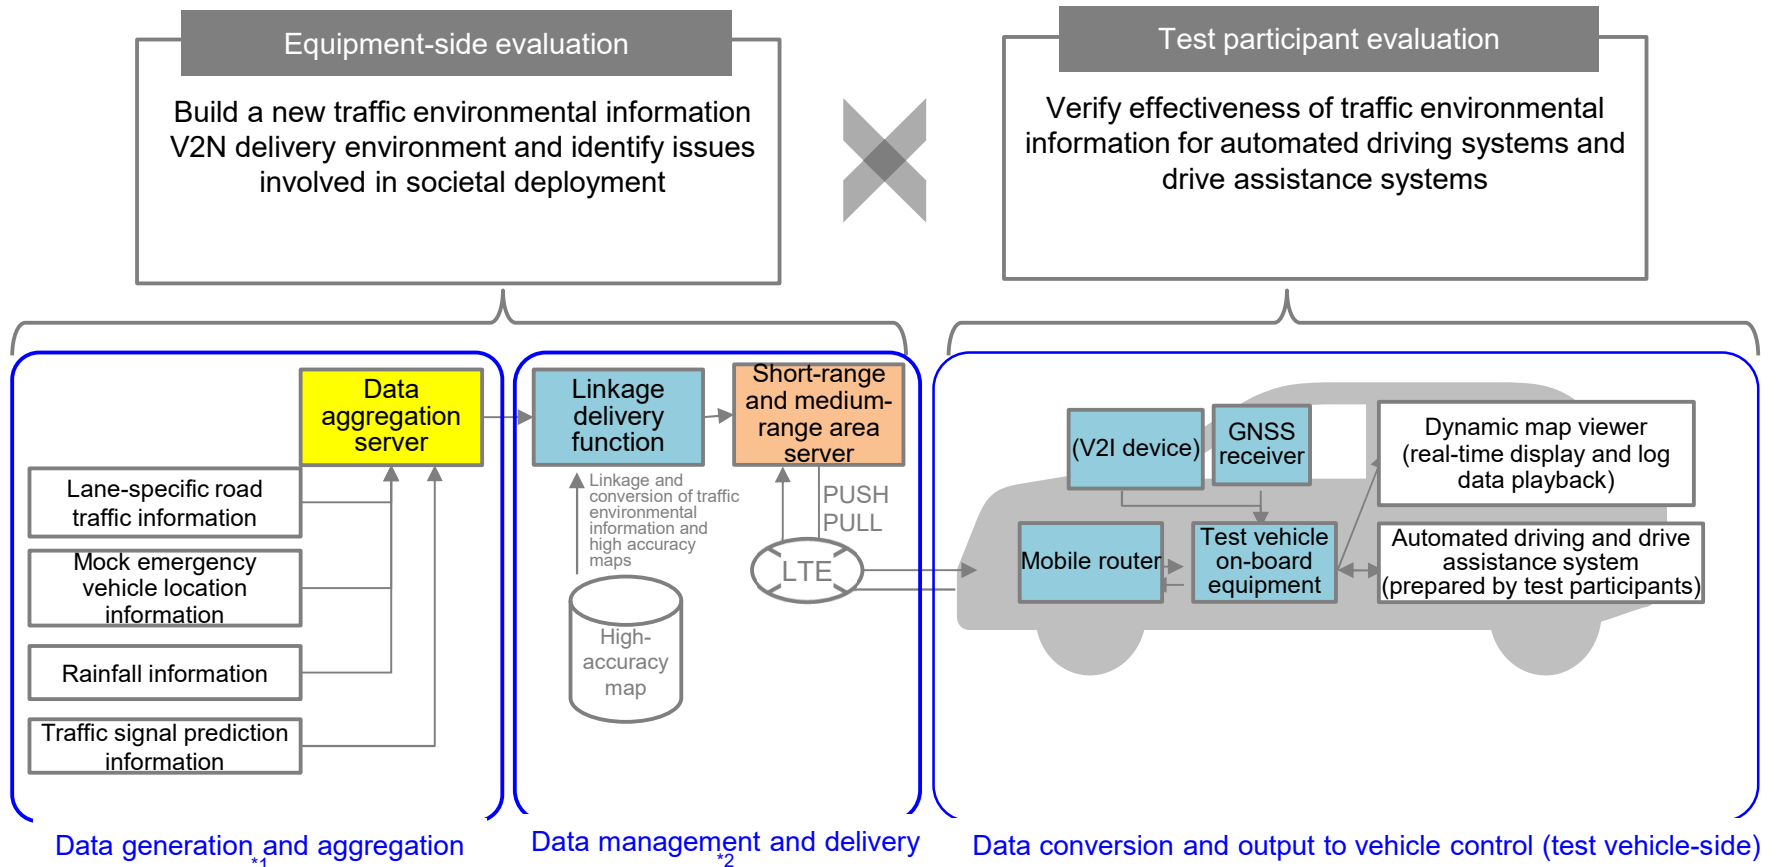 Equipment-side evaluation
Build a new traffic environmental information
V2N delivery environment and identify issues
involved in societal deployment
Test participant evaluation
Verify effectiveness of traffic environmental
information for automated driving systems and
drive assistance systems
Data
aggregation
server
Lane-specific road
traffic information
Mock emergency
vehicle location
information
Rainfall information
Traffic signal prediction
information
Data generation and aggregation
*1
Linkage
delivery
function
Short-range
and medium-
range area
server
Linkage and
conversion of traffic
environmental
information and
high accuracy
maps
PUSH
PULL
LTE
High-
accuracy
map
Data management and delivery
*2
(V2I device)
GNSS
receiver
Dynamic map viewer
(real-time display and log
data playback)
Mobile router
Test vehicle
on-board
equipment
Automated driving and drive
assistance system
(prepared by test participants)
Data conversion and output to vehicle control (test vehicle-side)